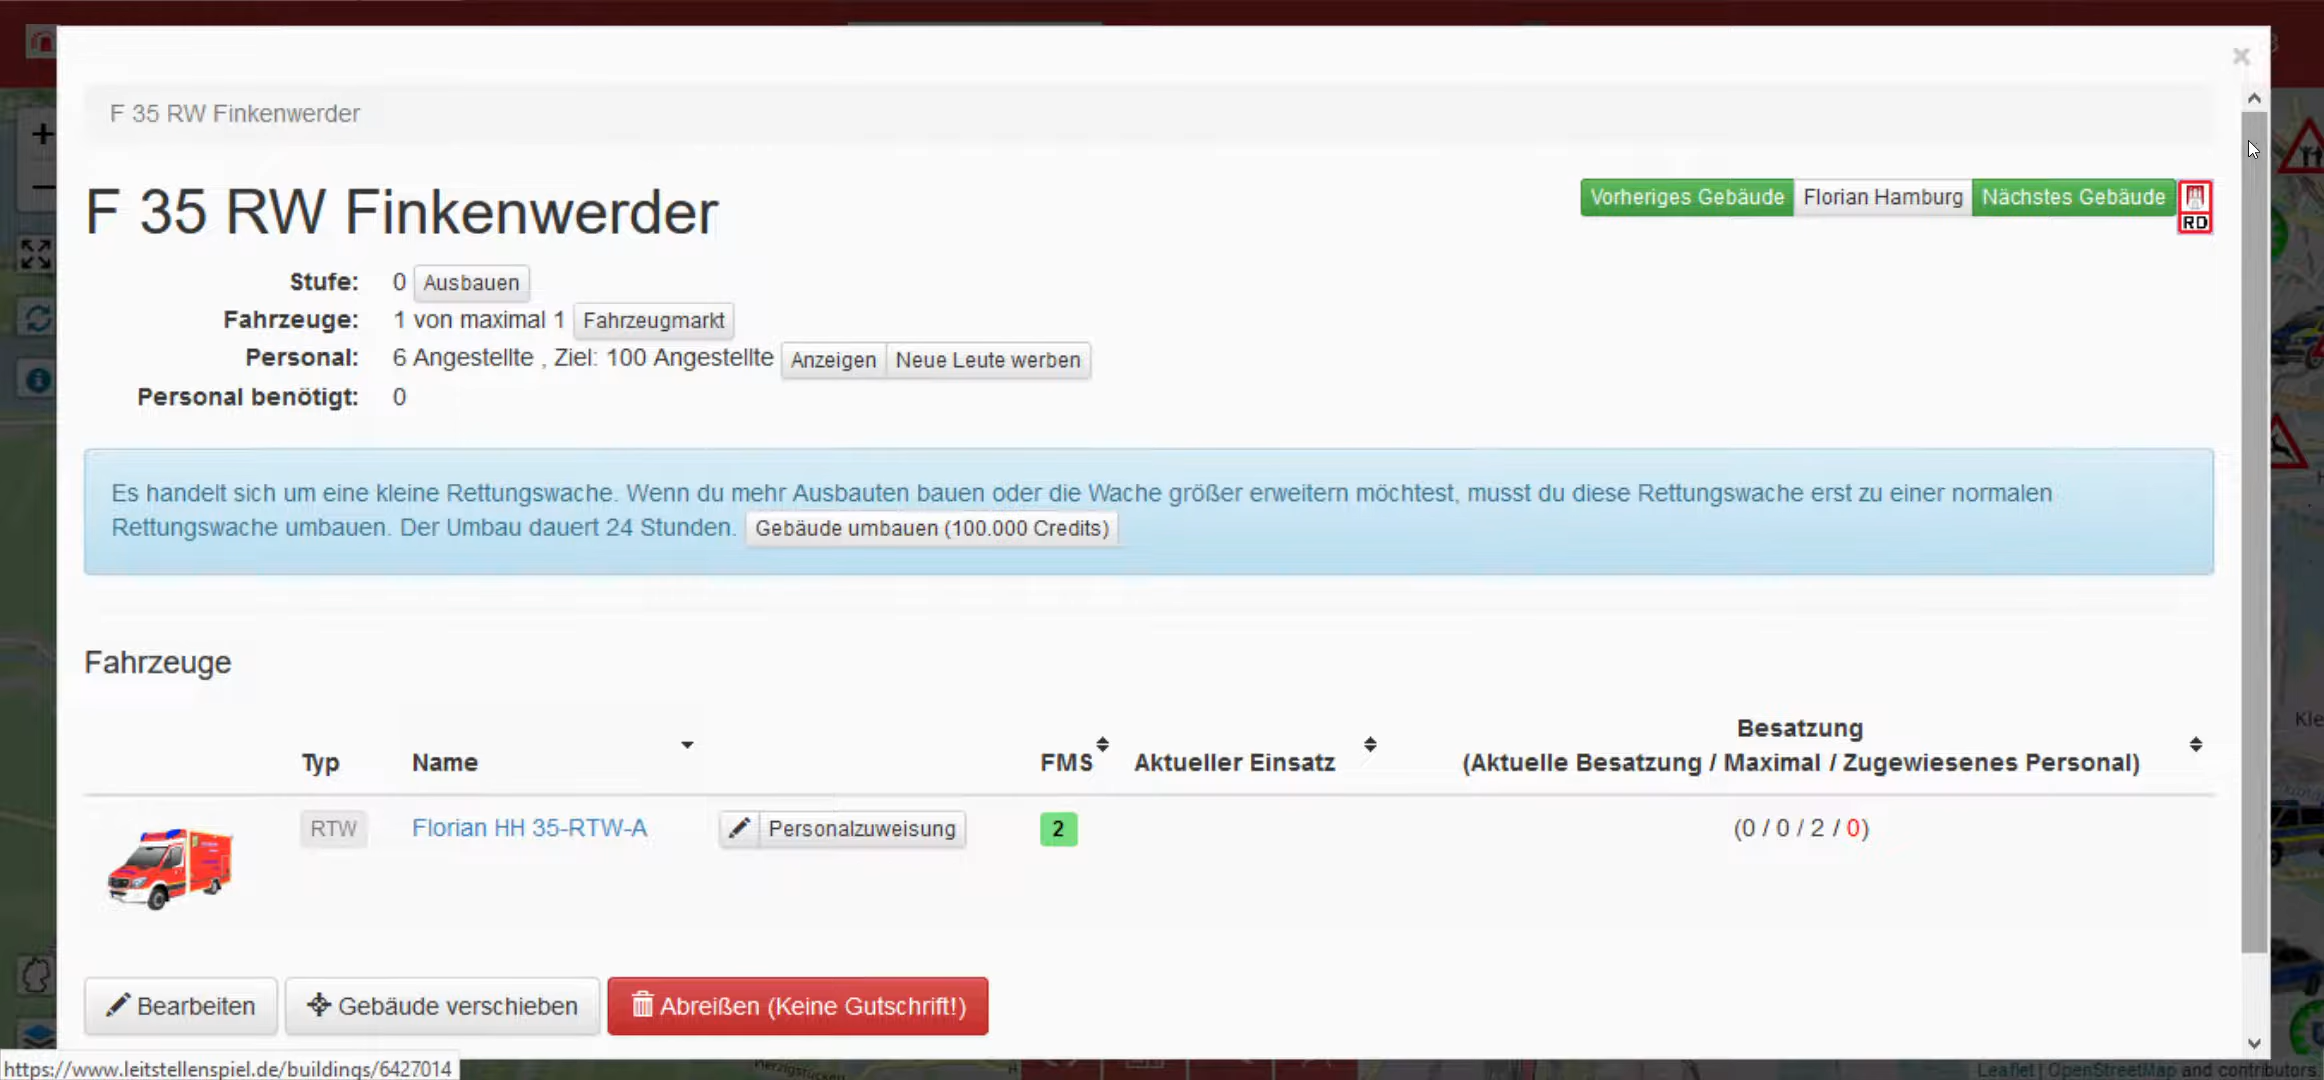 F 35 RW Finkenwerder
F 35 RW Finkenwerder
Vorheriges Gebäude Florian Hamburg Nächstes Gebäude
RD
Stufe: 0 Ausbauen
Fahrzeuge: 1 von maximal 1 Fahrzeugmarkt
Personal: 6 Angestellte , Ziel: 100 Angestellte Anzeigen Neue Leute werben
Personal benötigt: 0
Es handelt sich um eine kleine Rettungswache. Wenn du mehr Ausbauten bauen oder die Wache größer erweitern möchtest, musst du diese Rettungswache erst zu einer normalen
Rettungswache umbauen. Der Umbau dauert 24 Stunden. Gebäude umbauen (100.000 Credits)
Fahrzeuge
Besatzung
Typ Name FMS Aktueller Einsatz (Aktuelle Besatzung / Maximal / Zugewiesenes Personal)
RTW Florian HH 35-RTW-A Personalzuweisung 2 (0 / 0 / 2 / 0)
Bearbeiten Gebäude verschieben Abreißen (Keine Gutschrift!)
https://www.leitstellenspiel.de/buildings/6427014
Leaflet | OpenStreetMap and contributors